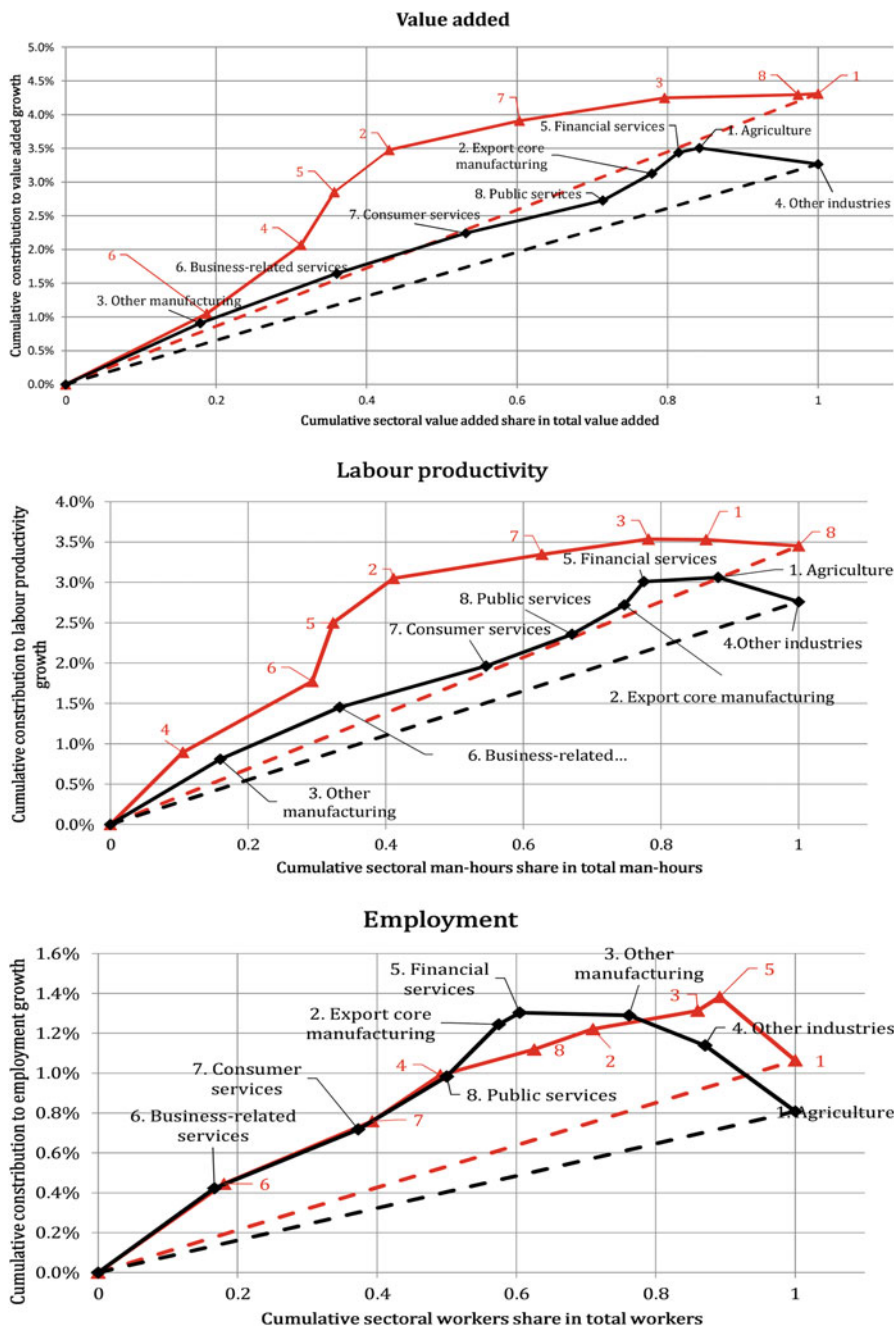 Value added
5.0%
4.5%
4.0%
3.5%
3.0%
2.5%
2.0%
1.5%
1.0%
0.5%
0.0%
Cumulative constribution to value added growth
3
8
1
7
2
5. Financial services
1. Agriculture
2. Export core
manufacturing
5
8. Public services
4. Other industries
7. Consumer services
4
6
6. Business-related services
3. Other manufacturing
0
0.2
0.4
0.6
0.8
1
Cumulative sectoral value added share in total value added
Labour productivity
4.0%
3.5%
3.0%
2.5%
2.0%
1.5%
1.0%
0.5%
0.0%
Cumulative constribution to labour productivity
growth
3
1
7
8
2
5. Financial services
1. Agriculture
8. Public services
5
7. Consumer services
4.Other industries
6
2. Export core manufacturing
4
6. Business-related...
3. Other
manufacturing
0
0.2
0.4
0.6
0.8
1
Cumulative sectoral man-hours share in total man-hours
Employment
1.6%
1.4%
1.2%
1.0%
0.8%
0.6%
0.4%
0.2%
0.0%
Cumulative constribution to employment growth
5. Financial
services
3. Other
manufacturing
5
3
2. Export core
manufacturing
4. Other industries
4
8
2
1
7. Consumer
services
8. Public services
6. Business-related
services
7
1. Agriculture
6
0
0.2
0.4
0.6
0.8
1
Cumulative sectoral workers share in total workers